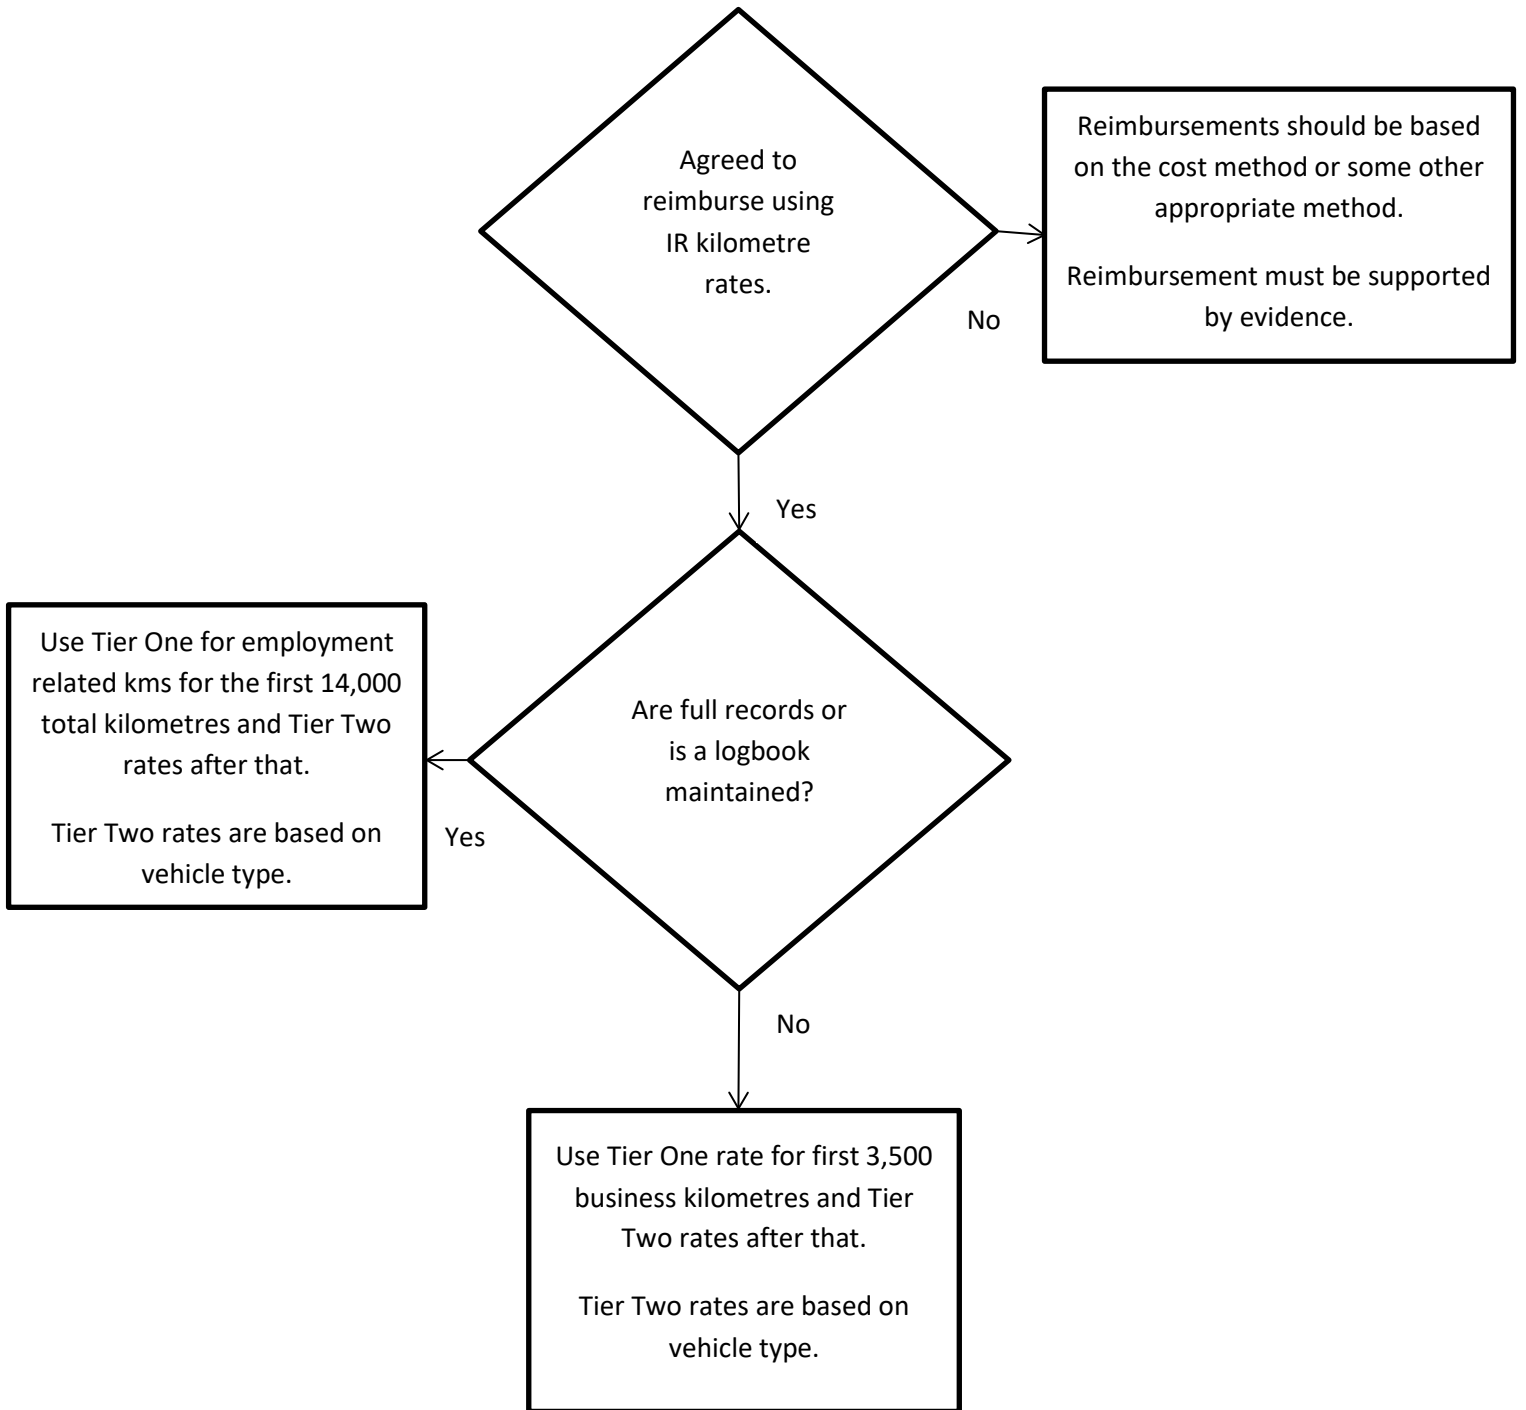 Agreed to
reimburse using
IR kilometre
rates.
Reimbursements should be based
on the cost method or some other
appropriate method.
Reimbursement must be supported
by evidence.
No
Yes
Use Tier One for employment
related kms for the first 14,000
total kilometres and Tier Two
rates after that.
Tier Two rates are based on
vehicle type.
Yes
Are full records or
is a logbook
maintained?
No
Use Tier One rate for first 3,500
business kilometres and Tier
Two rates after that.
Tier Two rates are based on
vehicle type.